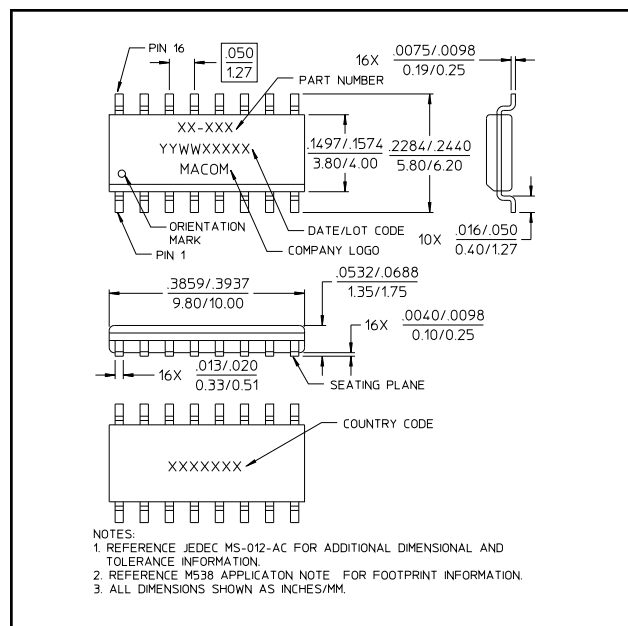 PIN 16
.050
1.27
PART NUMBER
16X .0075/.0098
0.19/0.25
XX-XXX
YYWWXXXXX
MACOM
.1497/.1574
3.80/4.00
.2284/.2440
5.80/6.20
ORIENTATION
MARK
PIN 1
DATE/LOT CODE
COMPANY LOGO
10X .016/.050
0.40/1.27
.3859/.3937
9.80/10.00
.0532/.0688
1.35/1.75
16X .0040/.0098
0.10/0.25
16X .013/.020
0.33/0.51
SEATING PLANE
COUNTRY CODE
XXXXXXX
NOTES:
1. REFERENCE JEDEC MS-012-AC FOR ADDITIONAL DIMENSIONAL AND
TOLERANCE INFORMATION.
2. REFERENCE M538 APPLICATON NOTE FOR FOOTPRINT INFORMATION.
3. ALL DIMENSIONS SHOWN AS INCHES/MM.